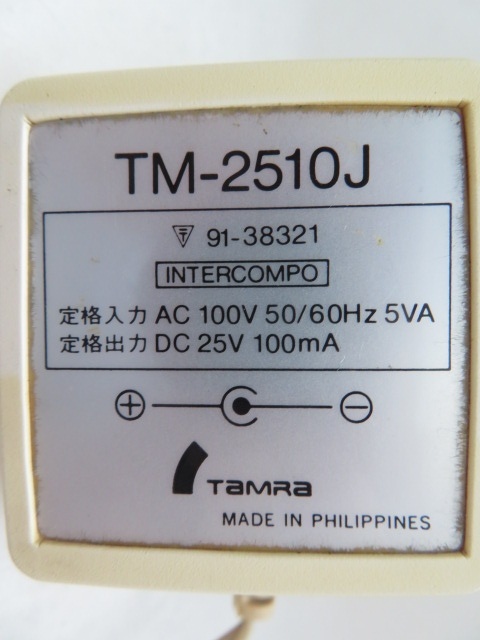 TM-2510J
91-38321
INTERCOMPO
定格入力 AC 100V 50/60Hz 5VA
定格出力 DC 25V 100mA
TAMRA
MADE IN PHILIPPINES